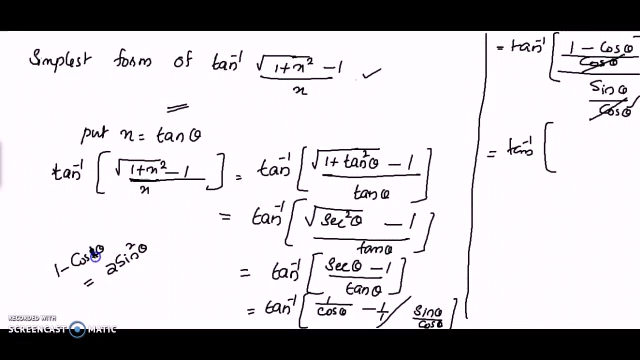 Simplest form of tan⁻¹ (√(1+x²) -1)/x ✓
put x = tanθ
tan⁻¹[(√(1+x²) -1)/x] = tan⁻¹[(√(1+tan²θ) -1)/tanθ]
= tan⁻¹[(√(sec²θ) -1)/tanθ]
= tan⁻¹[(secθ -1)/tanθ]
= tan⁻¹[(1/cosθ - 1/1)/(sinθ/cosθ)]
= 2sin²θ
= tan⁻¹[((1-cosθ)/cosθ)/(sinθ/cosθ)]
= tan⁻¹[
RECORDED WITH
SCREENCAST MATIC